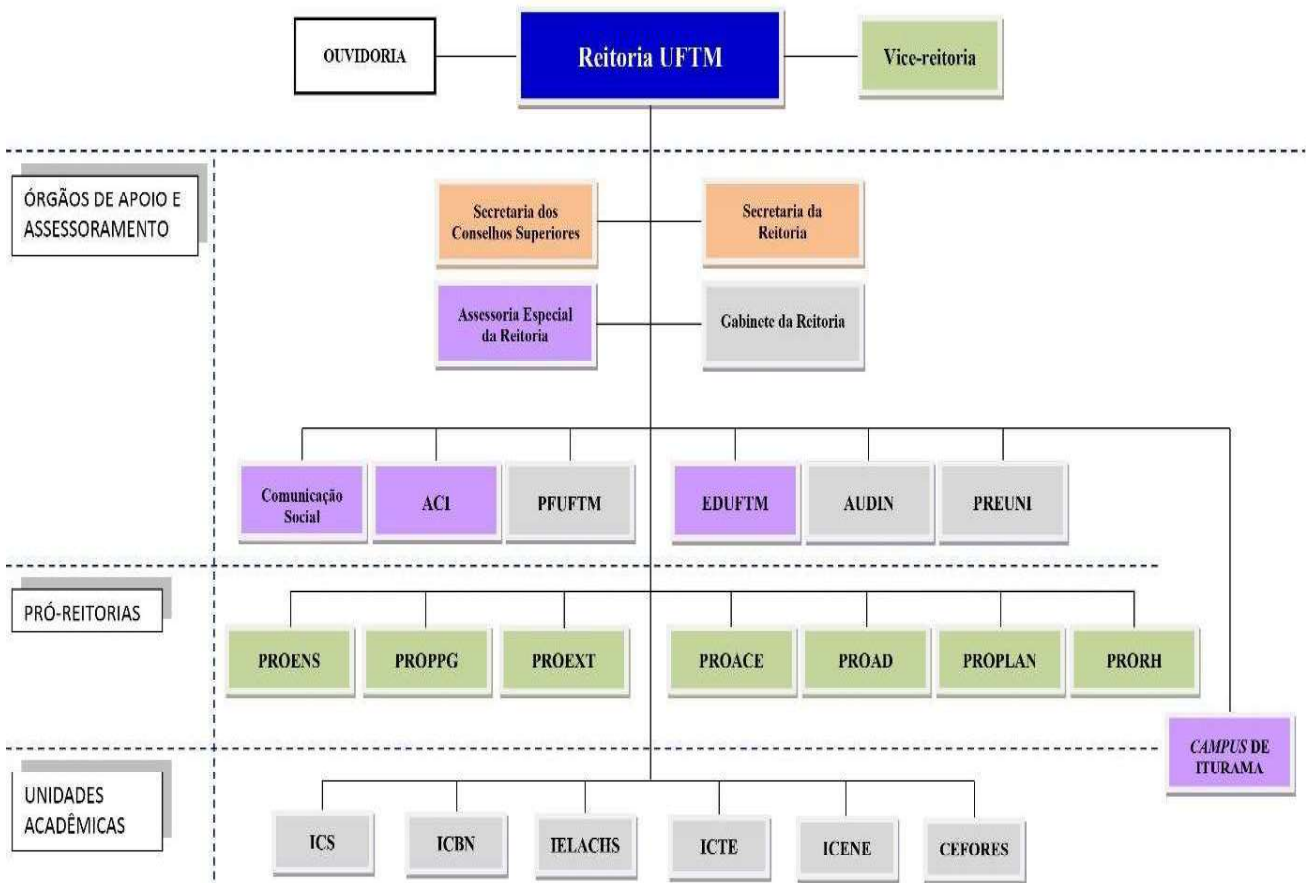 OUVIDORIA
Reitoria UFTM
Vice-reitoria
ÓRGÃOS DE APOIO E
ASSESSORAMENTO
Secretaria dos
Conselhos Superiores
Secretaria da
Reitoria
Assessoria Especial
da Reitoria
Gabinete da Reitoria
Comunicação
Social
ACI
PFUFTM
EDUFTM
AUDIN
PREUNI
PRÓ-REITORIAS
PROENS
PROPPG
PROEXT
PROACE
PROAD
PROPLAN
PRORH
CAMPUS DE
ITURAMA
UNIDADES
ACADÊMICAS
ICS
ICBN
IELACHS
ICTE
ICENE
CEFORES